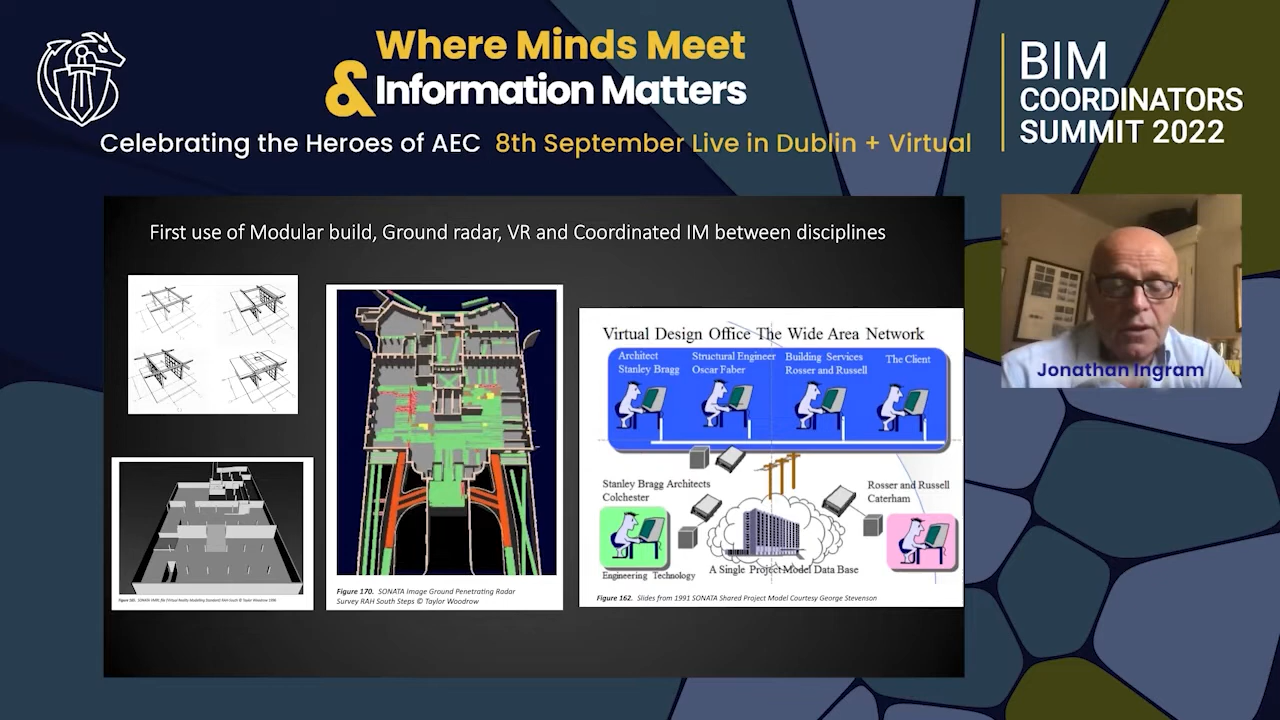 Where Minds Meet
& Information Matters
Celebrating the Heroes of AEC 8th September Live in Dublin + Virtual
BIM
COORDINATORS
SUMMIT 2022
First use of Modular build, Ground radar, VR and Coordinated IM between disciplines
Jonathan Ingram
Virtual Design Office The Wide Area Network
Architect
Stanley Bragg
Structural Engineer
Oscar Faber
Building Services
Rosser and Russell
The Client
Stanley Bragg Architects
Colchester
Rosser and Russell
Caterham
Engineering Technology
A Single Project Model Data Base
Figure 162. Slides from 1991 SONATA Shared Project Model Courtesy George Stevenson
Figure 170. SONATA Image Ground Penetrating Radar
Survey RAH South Steps © Taylor Woodrow